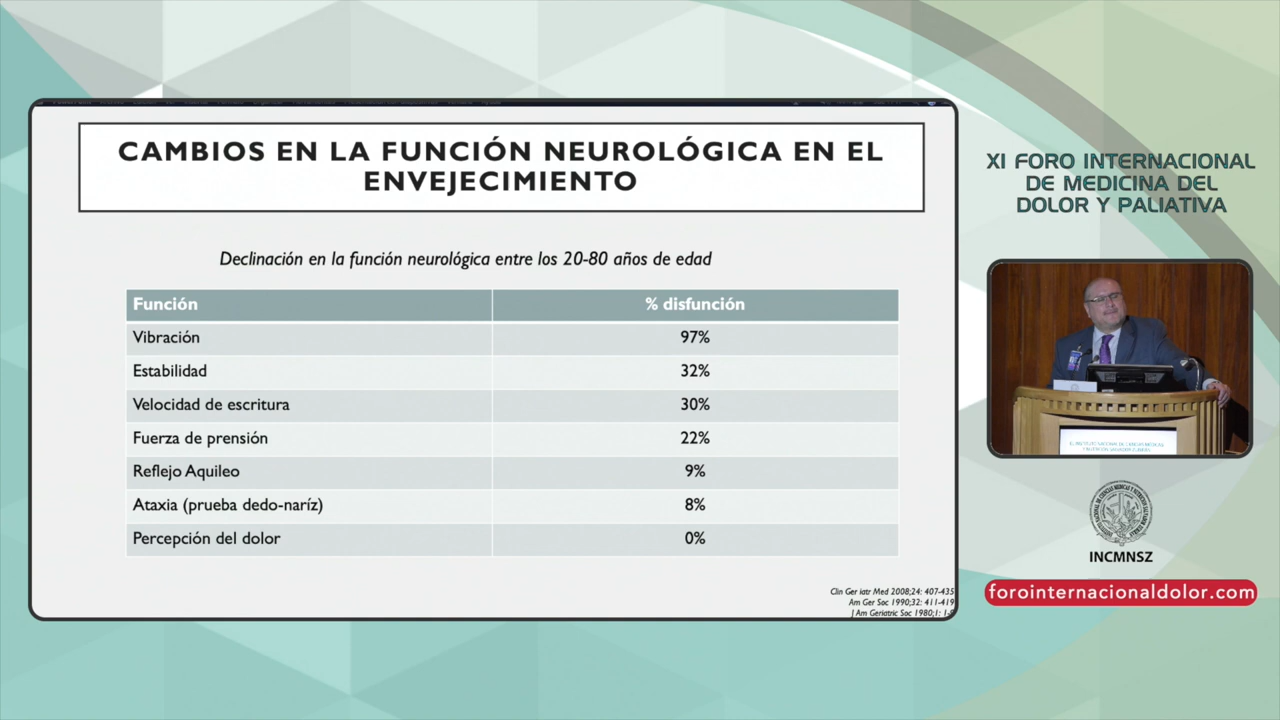 CAMBIOS EN LA FUNCIÓN NEUROLÓGICA EN EL
ENVEJECIMIENTO
Declinación en la función neurológica entre los 20-80 años de edad
Función % disfunción
Vibración 97%
Estabilidad 32%
Velocidad de escritura 30%
Fuerza de prensión 22%
Reflejo Aquileo 9%
Ataxia (prueba dedo-naríz) 8%
Percepción del dolor 0%
Clin Ger iatr Med 2008;24: 407-435
Am Ger Soc 1990;32: 411-419
J Am Geriatric Soc 1980;1:
XI FORO INTERNACIONAL
DE MEDICINA DEL
DOLOR Y PALIATIVA
INCMNSZ
forointernacionaldolor.com